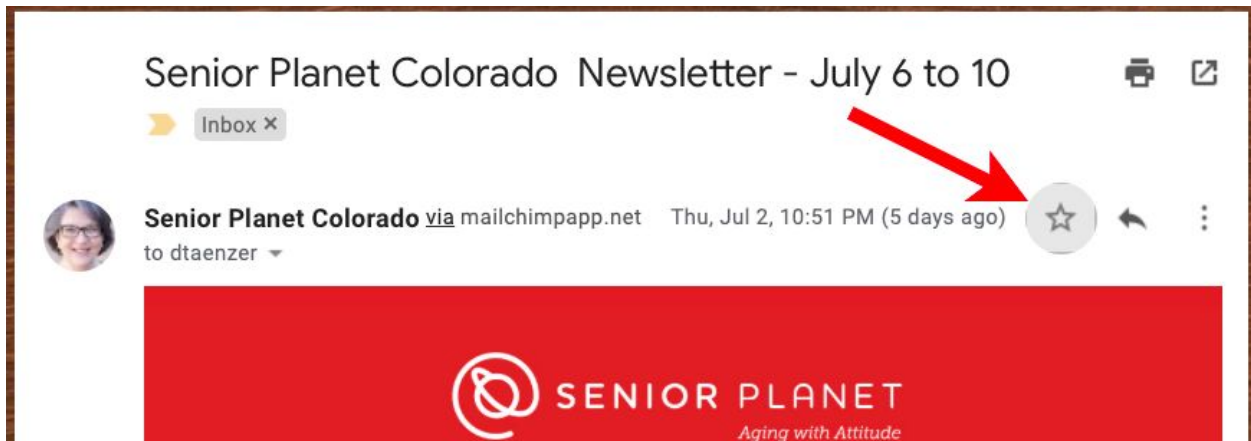 Senior Planet Colorado Newsletter - July 6 to 10
Inbox ×
Senior Planet Colorado via mailchimpapp.net Thu, Jul 2, 10:51 PM (5 days ago)
to dtaenzer
SENIOR PLANET
Aging with Attitude